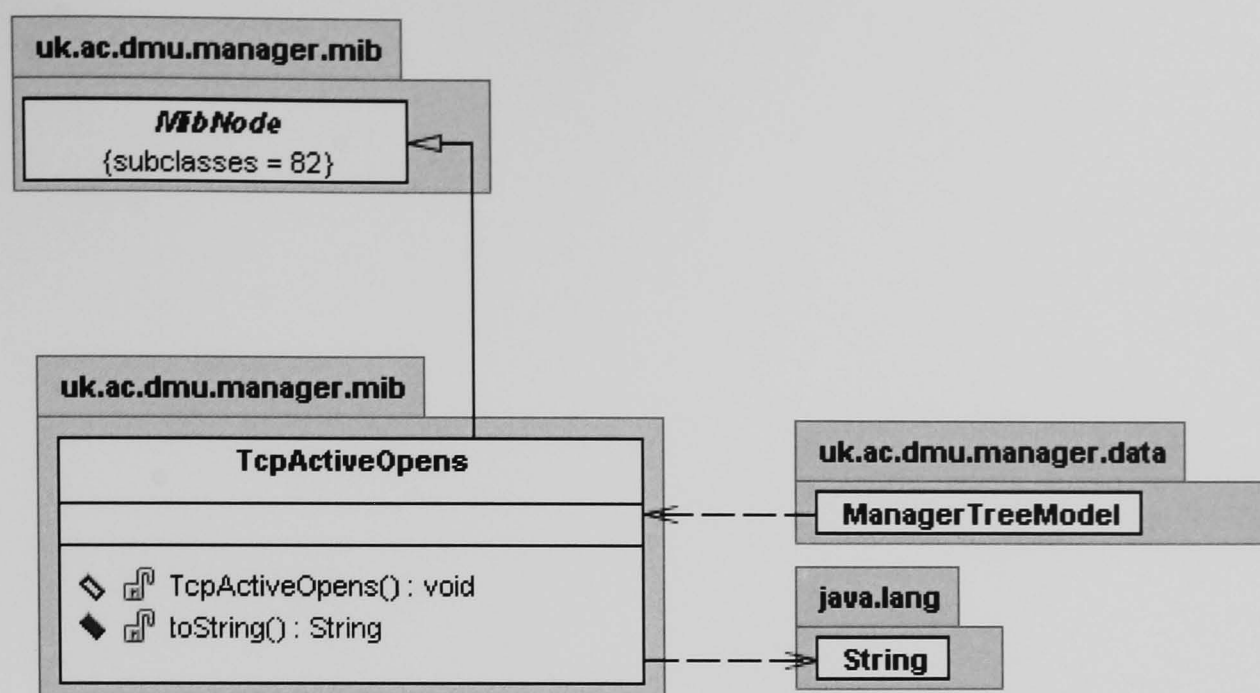 uk.ac.dmu.manager.mib
MibNode
{subclasses = 82}
uk.ac.dmu.manager.mib
TcpActiveOpens
TcpActiveOpens() : void
toString() : String
uk.ac.dmu.manager.data
ManagerTreeModel
java.lang
String